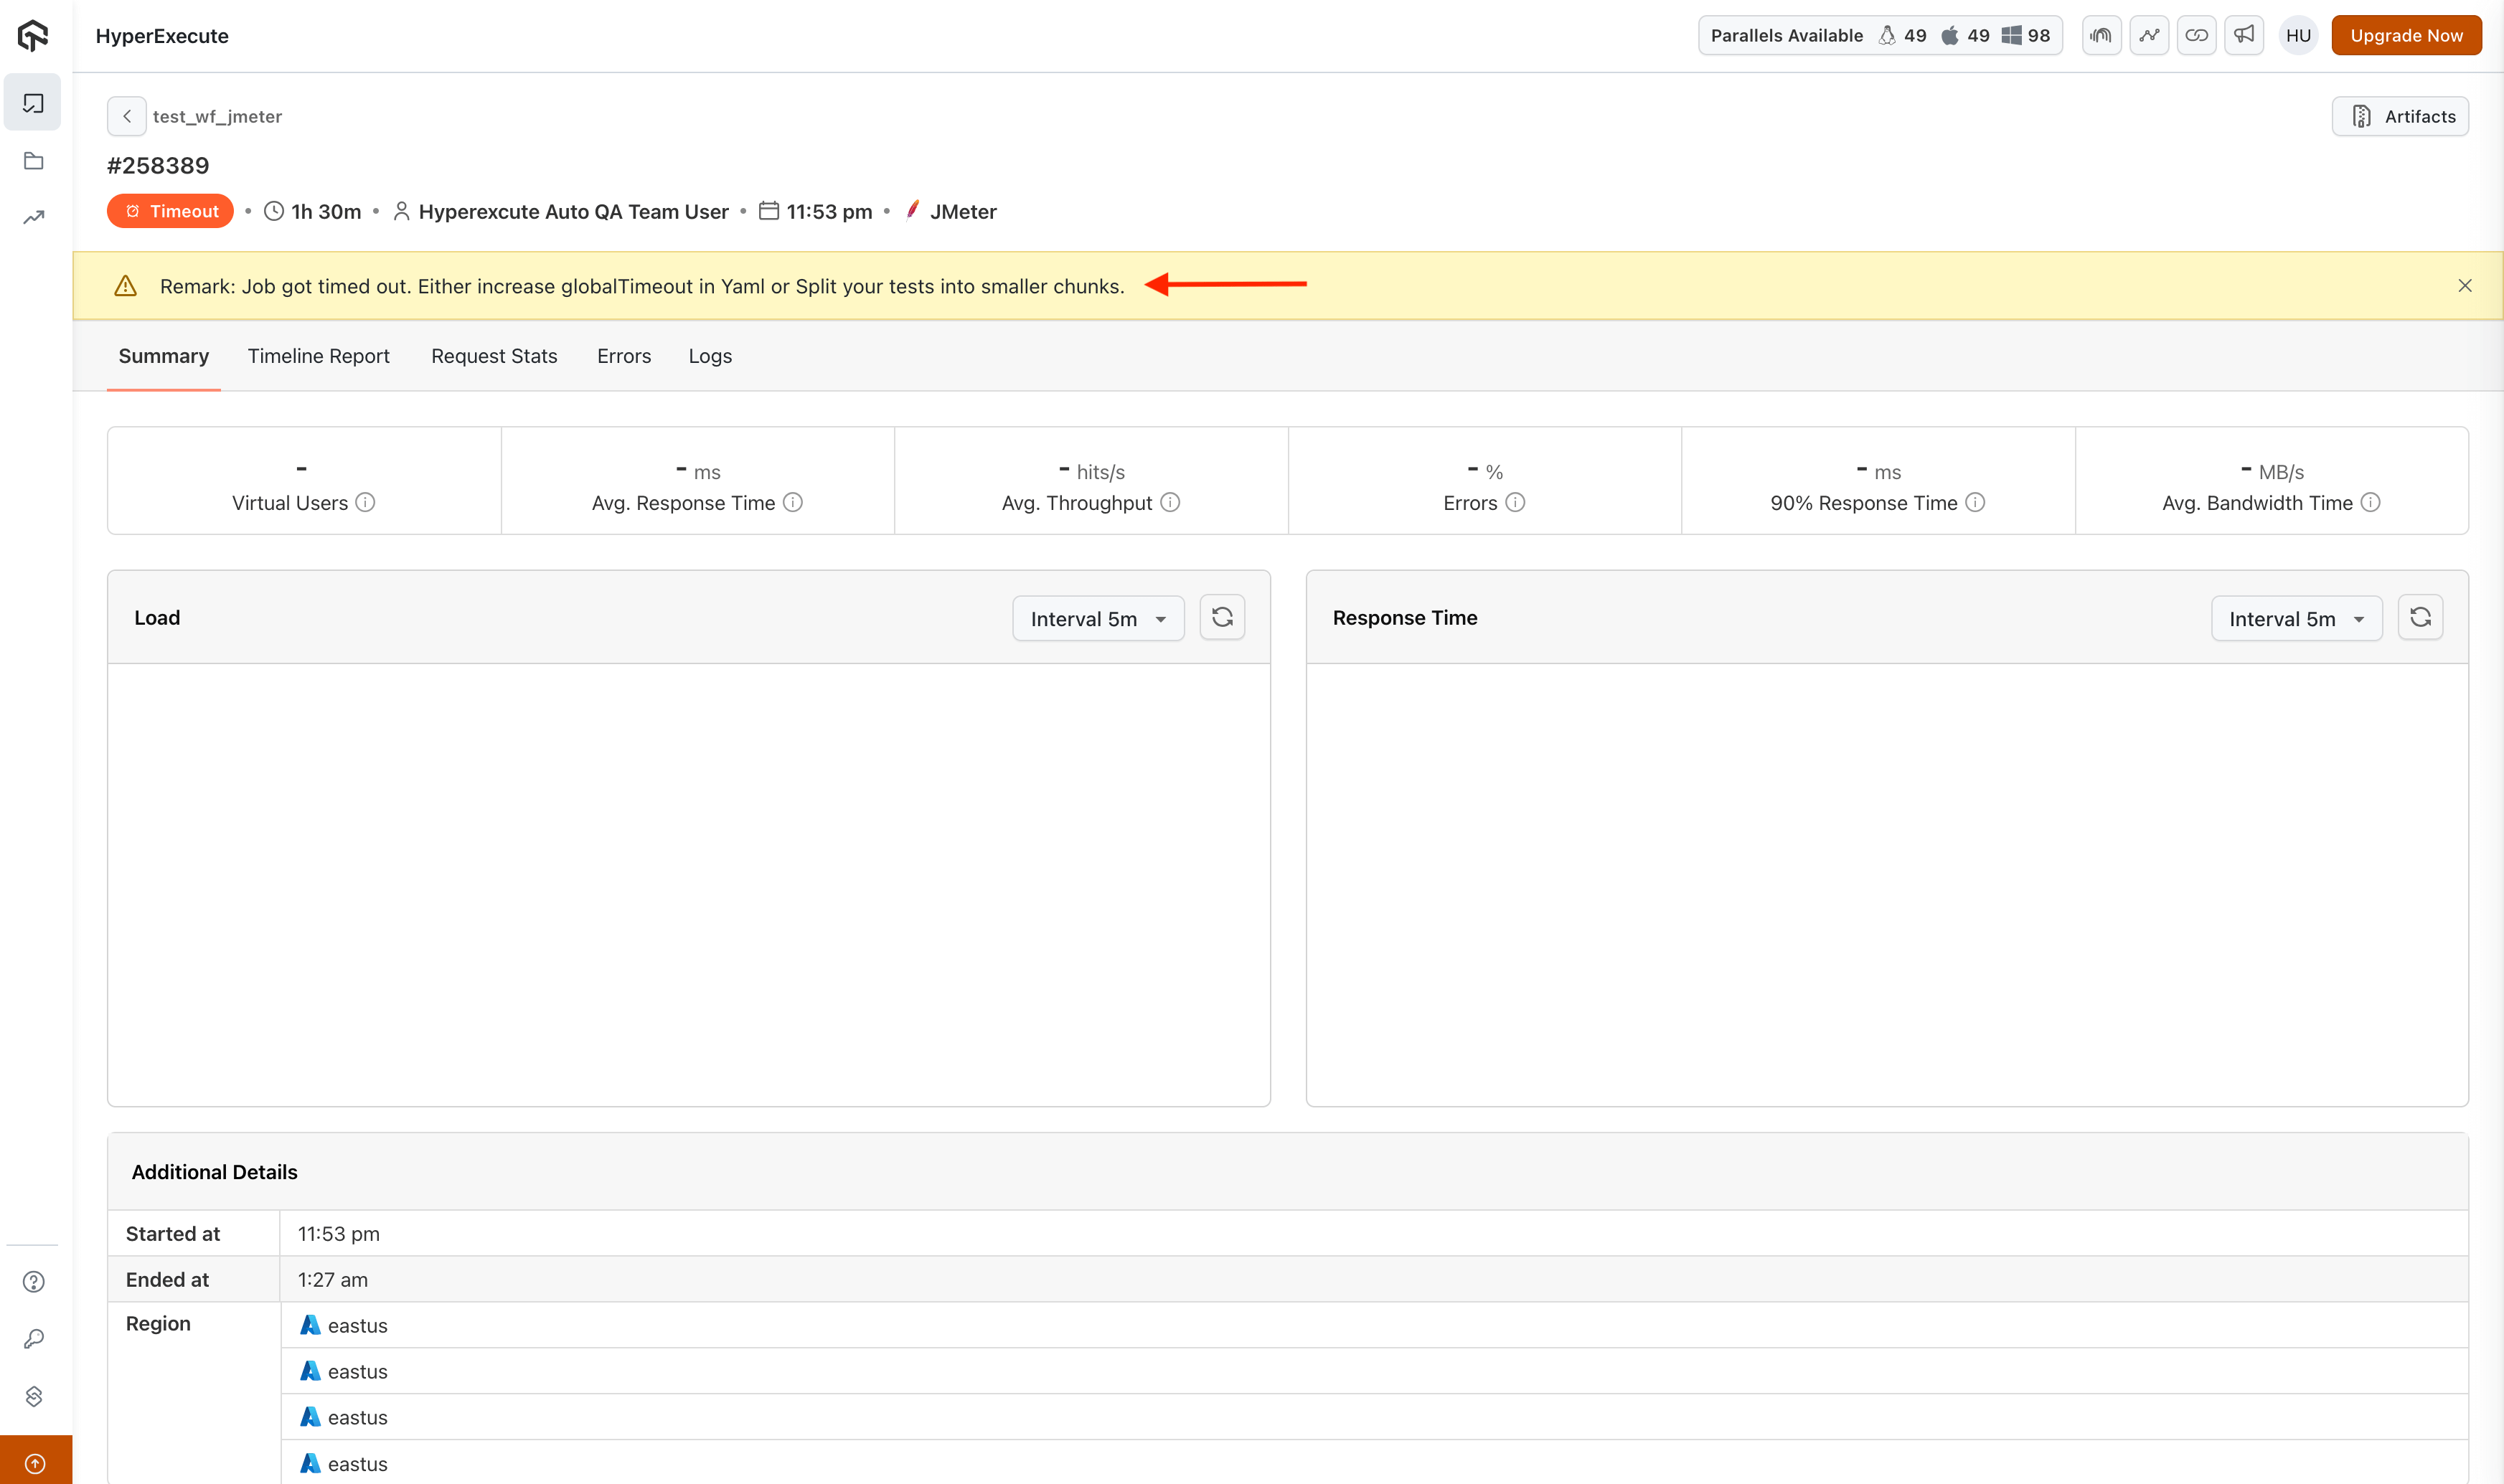 HyperExecute
Parallels Available 49 49 98
HU
Upgrade Now
test_wf_jmeter
Artifacts
#258389
Timeout • 1h 30m • Hyperexcute Auto QA Team User • 11:53 pm • JMeter
Remark: Job got timed out. Either increase globalTimeout in Yaml or Split your tests into smaller chunks.
Summary Timeline Report Request Stats Errors Logs
-
Virtual Users
- ms
Avg. Response Time
- hits/s
Avg. Throughput
- %
Errors
- ms
90% Response Time
- MB/s
Avg. Bandwidth Time
Load
Interval 5m
Response Time
Interval 5m
Additional Details
Started at 11:53 pm
Ended at 1:27 am
Region eastus
eastus
eastus
eastus